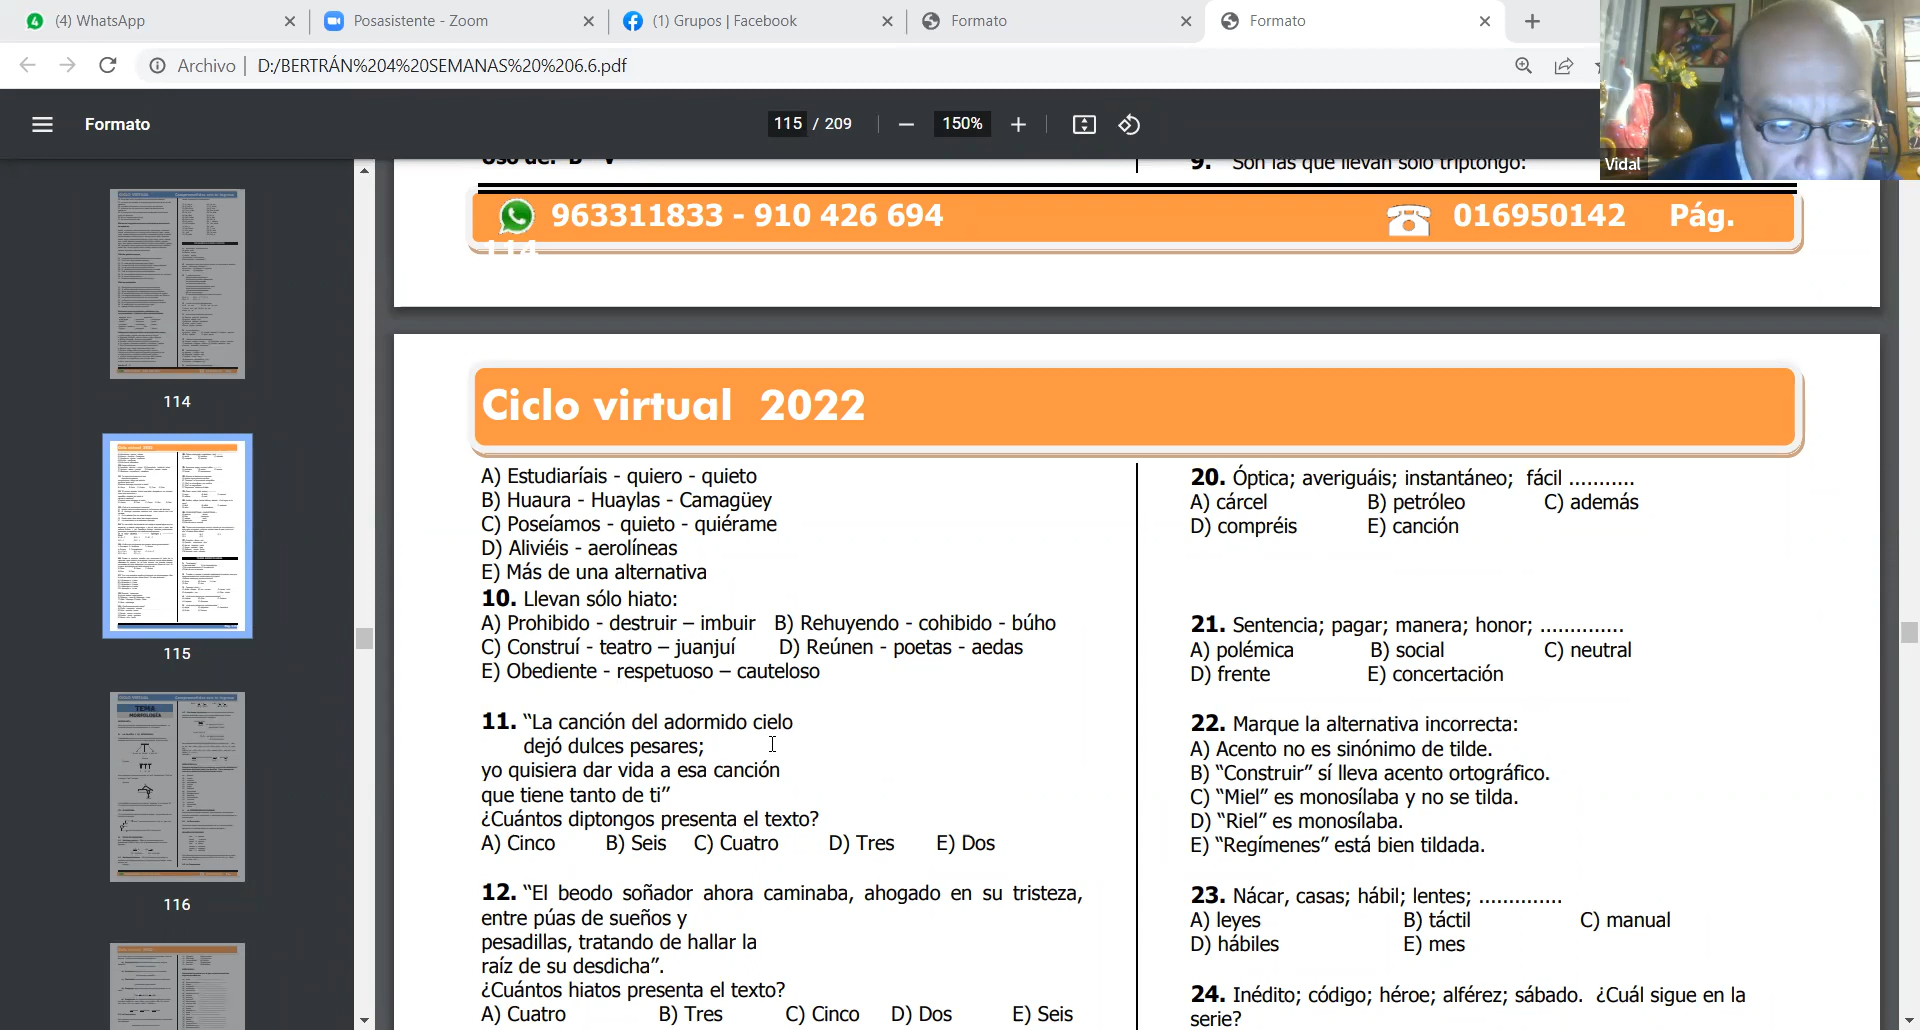 (4) WhatsApp
Posasistente - Zoom
(1) Grupos | Facebook
Formato
Formato
Archivo
D:/BERTRÁN%204%20SEMANAS%20%206.6.pdf
Formato
115 / 209
150%
Vidal
114
115
116
9. Son las que llevan sólo triptongo:
963311833 - 910 426 694
016950142 Pág.
114
Ciclo virtual 2022
A) Estudiaríais - quiero - quieto
B) Huaura - Huaylas - Camagüey
C) Poseíamos - quieto - quiérame
D) Aliviéis - aerolíneas
E) Más de una alternativa
10. Llevan sólo hiato:
A) Prohibido - destruir – imbuir B) Rehuyendo - cohibido - búho
C) Construí - teatro – juanjuí D) Reúnen - poetas - aedas
E) Obediente - respetuoso – cauteloso
11. “La canción del adormido cielo
dejó dulces pesares;
yo quisiera dar vida a esa canción
que tiene tanto de ti”
¿Cuántos diptongos presenta el texto?
A) Cinco B) Seis C) Cuatro D) Tres E) Dos
12. “El beodo soñador ahora caminaba, ahogado en su tristeza,
entre púas de sueños y
pesadillas, tratando de hallar la
raíz de su desdicha”.
¿Cuántos hiatos presenta el texto?
A) Cuatro B) Tres C) Cinco D) Dos E) Seis
20. Óptica; averiguáis; instantáneo; fácil ...........
A) cárcel B) petróleo C) además
D) compréis E) canción
21. Sentencia; pagar; manera; honor; ..............
A) polémica B) social C) neutral
D) frente E) concertación
22. Marque la alternativa incorrecta:
A) Acento no es sinónimo de tilde.
B) “Construir” sí lleva acento ortográfico.
C) “Miel” es monosílaba y no se tilda.
D) “Riel” es monosílaba.
E) “Regímenes” está bien tildada.
23. Nácar, casas; hábil; lentes; ..............
A) leyes B) táctil C) manual
D) hábiles E) mes
24. Inédito; código; héroe; alférez; sábado. ¿Cuál sigue en la
serie?